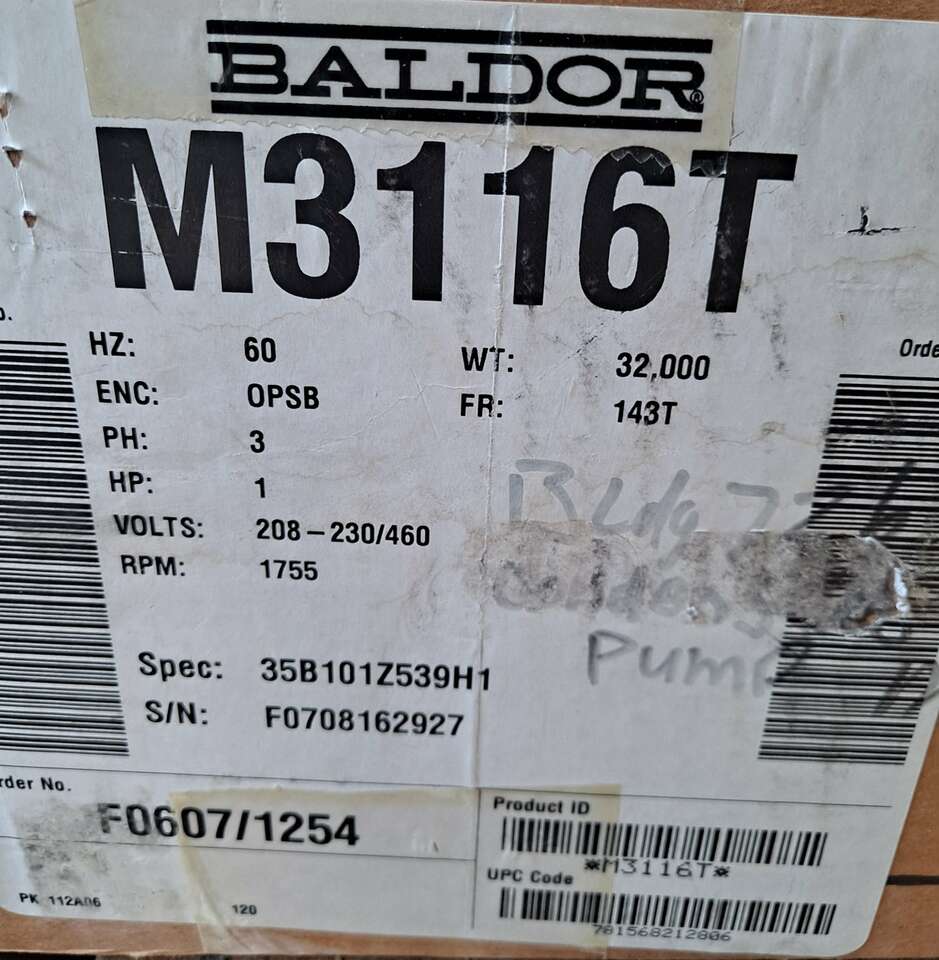 BALDOR®
M3116T
HZ: 60 WT: 32,000
ENC: OPSB FR: 143T
PH: 3
HP: 1
VOLTS: 208-230/460
RPM: 1755
Bldg
Pump
Spec: 35B101Z539H1
S/N: F0708162927
Order No.
F0607/1254
PK 112A06 120
Product ID
*M3116T*
UPC Code
781568212806